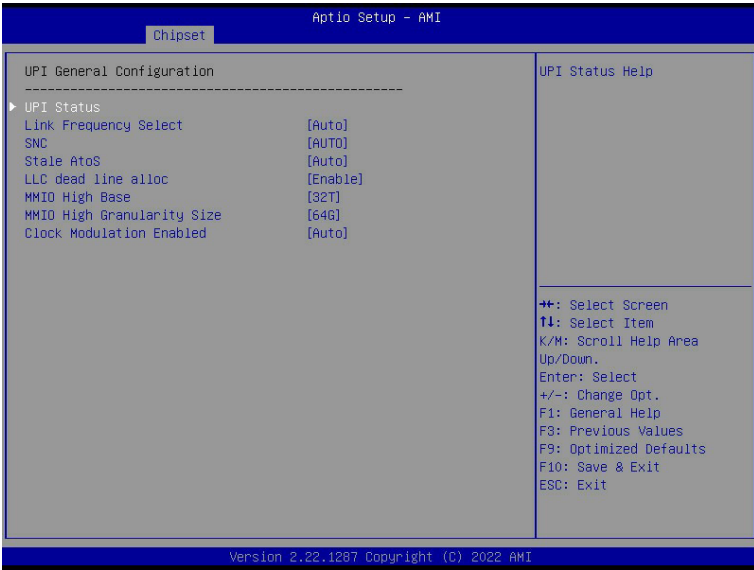 Aptio Setup – AMI
Chipset
UPI General Configuration
--------------------------------------------------
UPI Status
Link Frequency Select [Auto]
SNC [AUTO]
Stale AtoS [Auto]
LLC dead line alloc [Enable]
MMIO High Base [32T]
MMIO High Granularity Size [64G]
Clock Modulation Enabled [Auto]
UPI Status Help
→←: Select Screen
↑↓: Select Item
K/M: Scroll Help Area
Up/Down.
Enter: Select
+/-: Change Opt.
F1: General Help
F3: Previous Values
F9: Optimized Defaults
F10: Save & Exit
ESC: Exit
Version 2.22.1287 Copyright (C) 2022 AMI